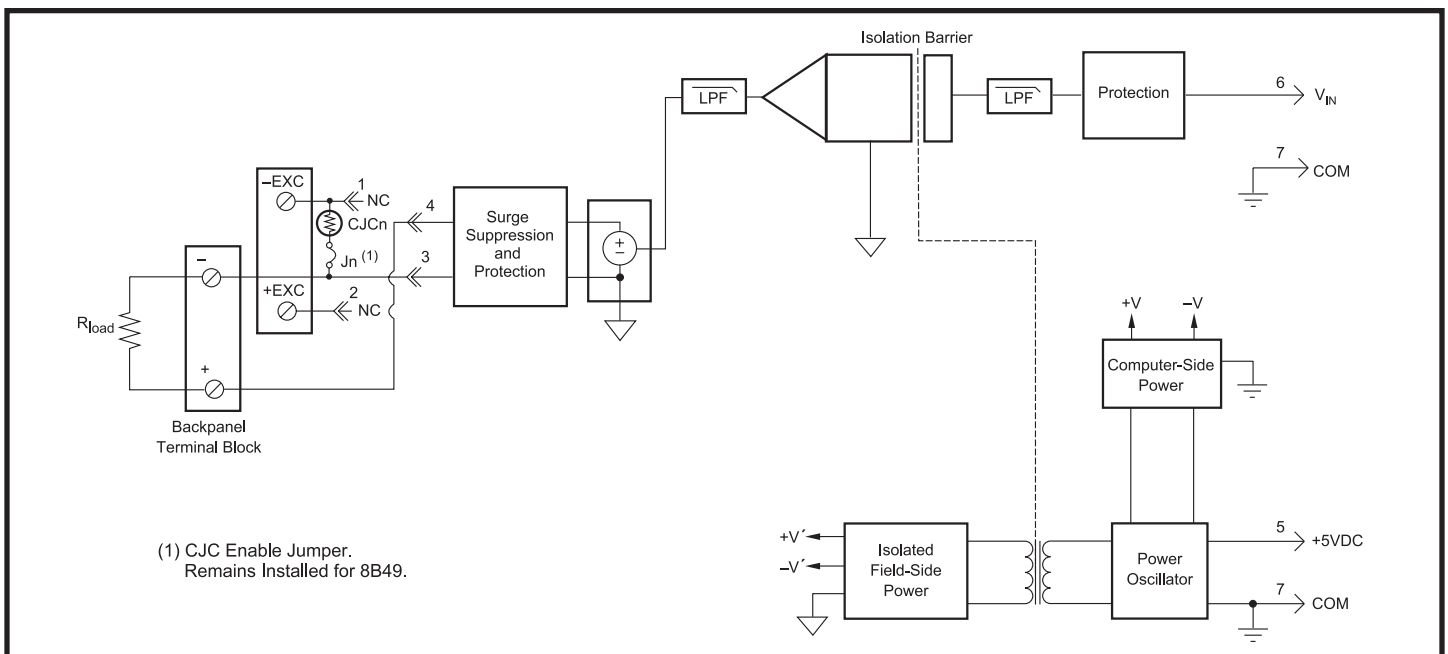 Isolation Barrier
LPF
LPF
Protection
6
V_IN
7
COM
–EXC
1
NC
CJCn
Jn (1)
4
3
Surge
Suppression
and
Protection
+
–
–
+EXC
2
NC
R_load
+
Backpanel
Terminal Block
+V
–V
Computer-Side
Power
(1) CJC Enable Jumper.
Remains Installed for 8B49.
+V´
–V´
Isolated
Field-Side
Power
Power
Oscillator
5
+5VDC
7
COM